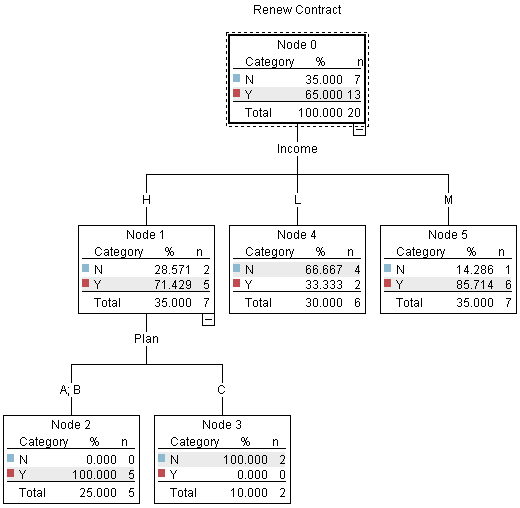 Renew Contract
Node 0
Category % n
N 35.000 7
Y 65.000 13
Total 100.000 20
Income
H L M
Node 1
Category % n
N 28.571 2
Y 71.429 5
Total 35.000 7
Node 4
Category % n
N 66.667 4
Y 33.333 2
Total 30.000 6
Node 5
Category % n
N 14.286 1
Y 85.714 6
Total 35.000 7
Plan
A; B C
Node 2
Category % n
N 0.000 0
Y 100.000 5
Total 25.000 5
Node 3
Category % n
N 100.000 2
Y 0.000 0
Total 10.000 2